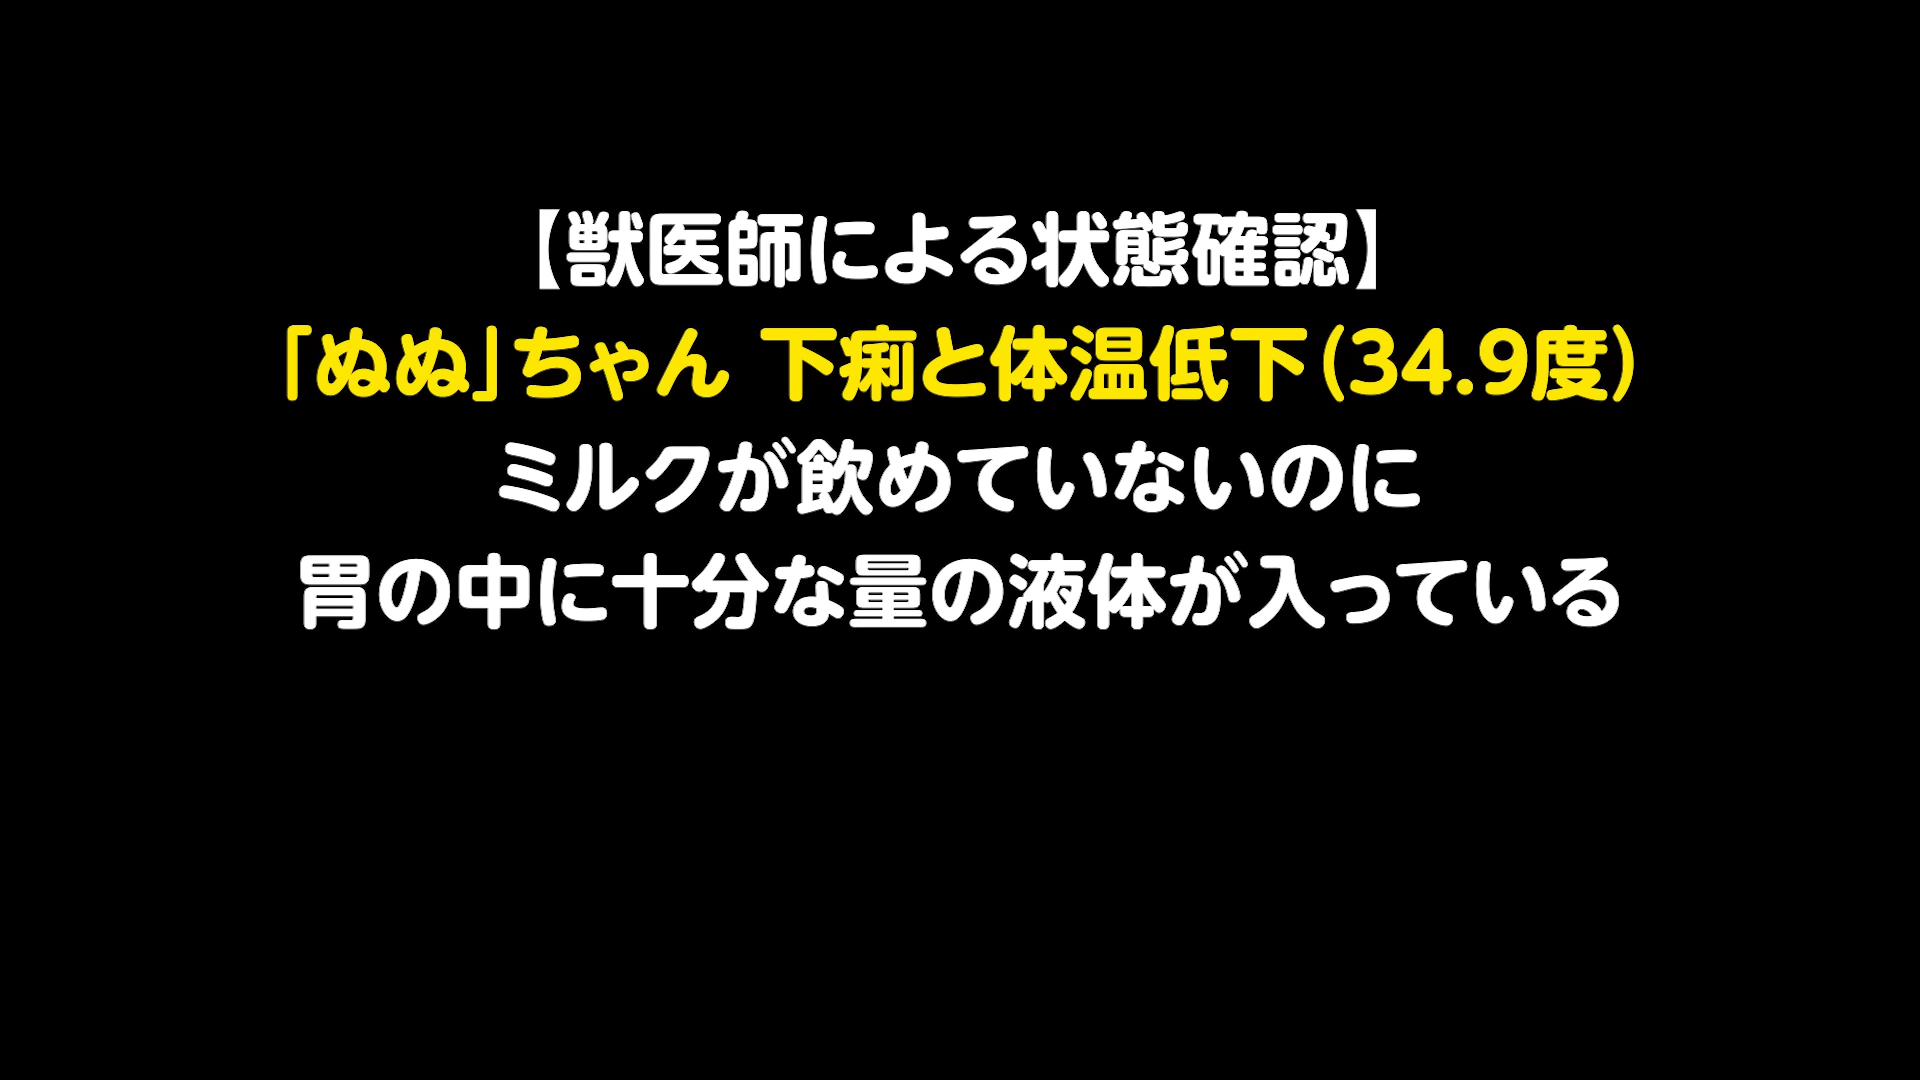 【獣医師による状態確認】
「ぬぬ」ちゃん 下痢と体温低下(34.9度)
ミルクが飲めていないのに
胃の中に十分な量の液体が入っている